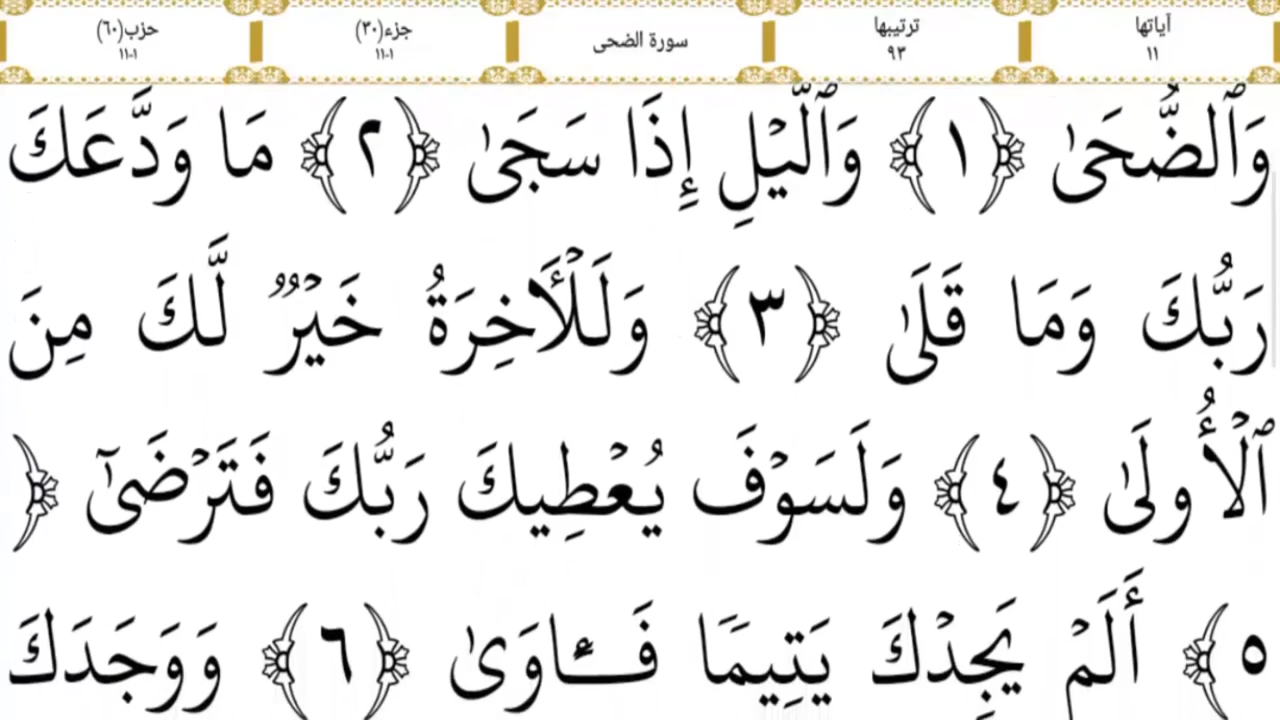 آياتها ترتيبها سورة الضحى جزء(٣٠) حزب(٦٠)
١١ ٩٣ ١-١١ ١-١١
وَٱلضُّحَىٰ ﴿١﴾ وَٱلَّيْلِ إِذَا سَجَىٰ ﴿٢﴾ مَا وَدَّعَكَ
رَبُّكَ وَمَا قَلَىٰ ﴿٣﴾ وَلَلْأَخِرَةُ خَيْرٌ لَّكَ مِنَ
ٱلْأُولَىٰ ﴿٤﴾ وَلَسَوْفَ يُعْطِيكَ رَبُّكَ فَتَرْضَىٰٓ ﴿
٥﴾ أَلَمْ يَجِدْكَ يَتِيمًا فَـَٔاوَىٰ ﴿٦﴾ وَوَجَدَكَ